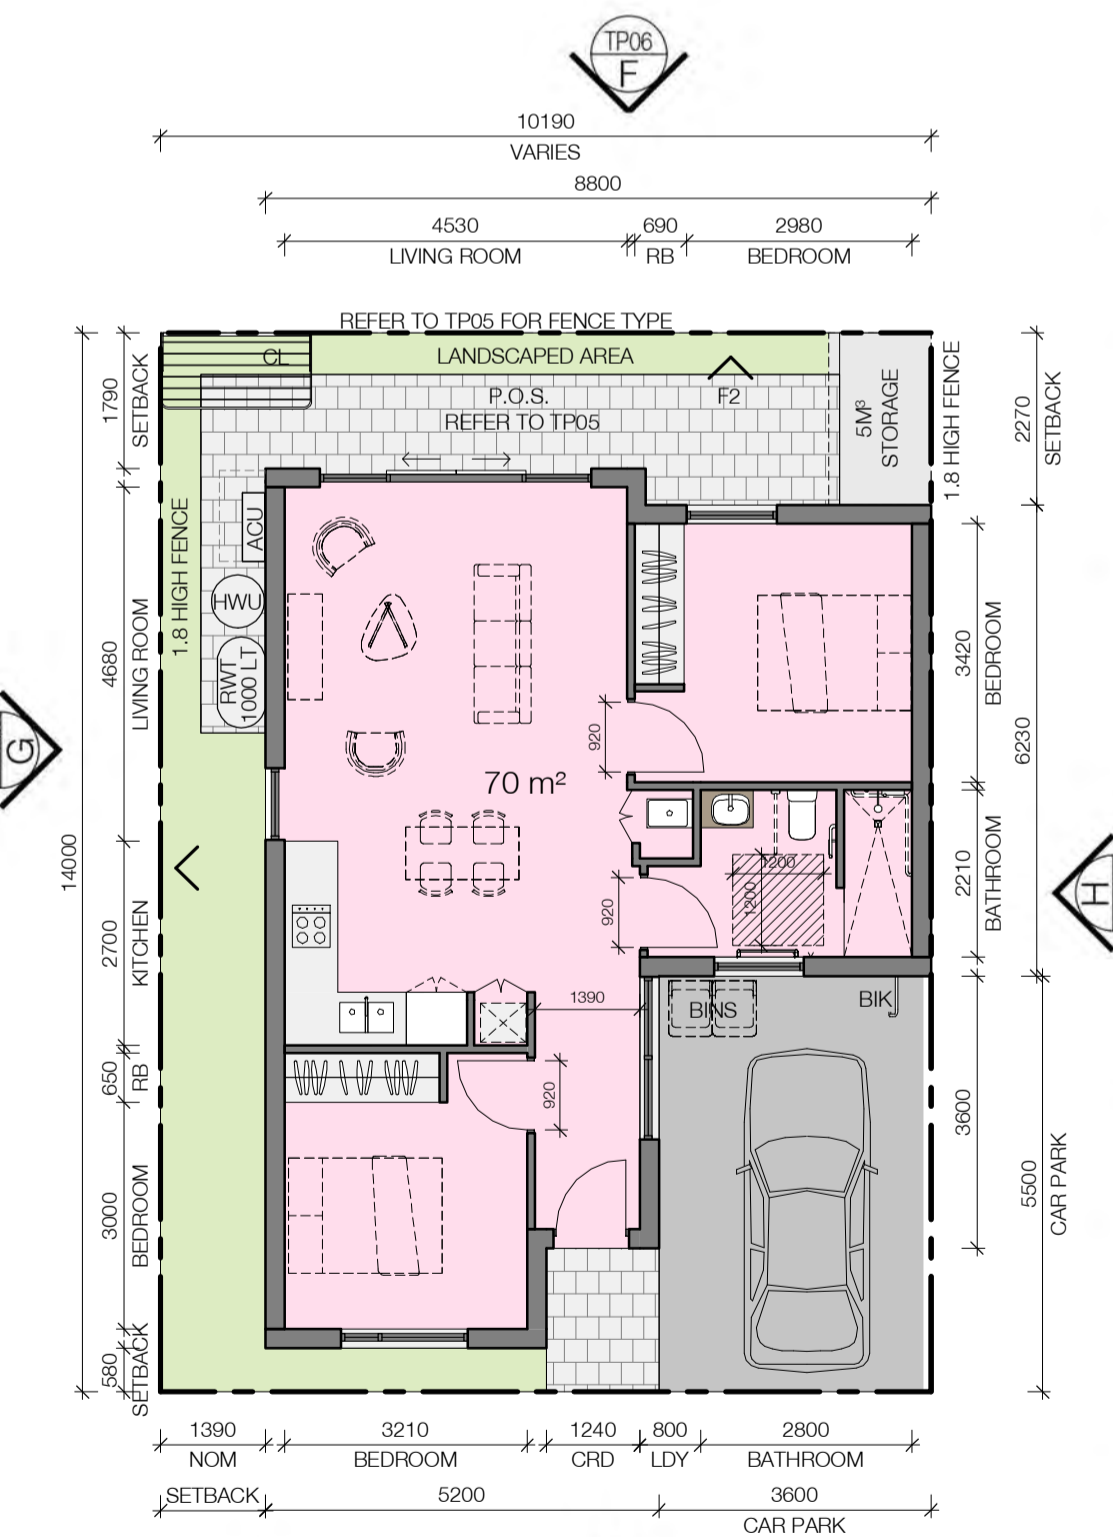 TP06
F
10190
VARIES
8800
4530
690
2980
LIVING ROOM
RB
BEDROOM
REFER TO TP05 FOR FENCE TYPE
CL
LANDSCAPED AREA
P.O.S.
F2
REFER TO TP05
5M³
STORAGE
1.8 HIGH FENCE
1790
SETBACK
2270
SETBACK
1.8 HIGH FENCE
ACU
HWU
RWT
1000 LT
4680
LIVING ROOM
3420
BEDROOM
6230
G
920
70 m²
14000
2700
KITCHEN
1200
1200
2210
BATHROOM
H
920
1390
BINS
BIK
650
RB
920
3600
5500
CAR PARK
3000
BEDROOM
580
SETBACK
1390
3210
1240
800
2800
NOM
BEDROOM
CRD
LDY
BATHROOM
SETBACK
5200
3600
CAR PARK